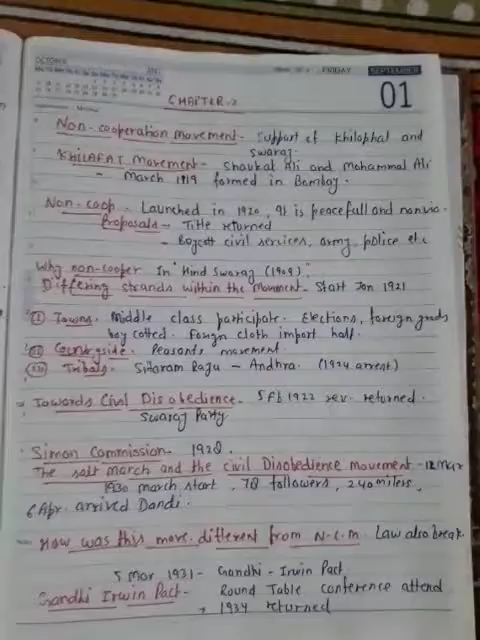 OCTOBER
FRIDAY
SEPTEMBER
01
CHAPTER-2
Non-cooperation movement- Support of Khilaphat and
swaraj-
KHILAFAT Movement- Shaukat Ali and Mohammal Ali
- March 1919 formed in Bombay.
Non-coop - Launched in 1920, It is peacefull and nonvio-
Proposals - Title returned
- Boycott civil services, army, police etc
Why non-cooper In "Hind Swaraj (1909)"
Differing strands within the moment- Start Jan 1921
(I) Towns. Middle class participate. Elections, foreign goods
boycotted. Foreign cloth import half.
(II) Countryside- Peasants movement.
(III) Tribals. Sitaram Raju - Andhra. (1924 arrest)
Towards Civil Disobedience. 5 Fb 1922 rev. returned.
Swaraj Party
Simon Commission. 1928.
The salt march and the civil Disobedience movement - 12 Mar
1930 march start, 78 followers, 240 milers,
6 Apr. arrived Dandi.
How was this move. different from N.C.M. Law also break.
5 Mar 1931- Gandhi-Irwin Pact.
Gandhi Irwin Pact- Round Table conference attend
, 1934 returned